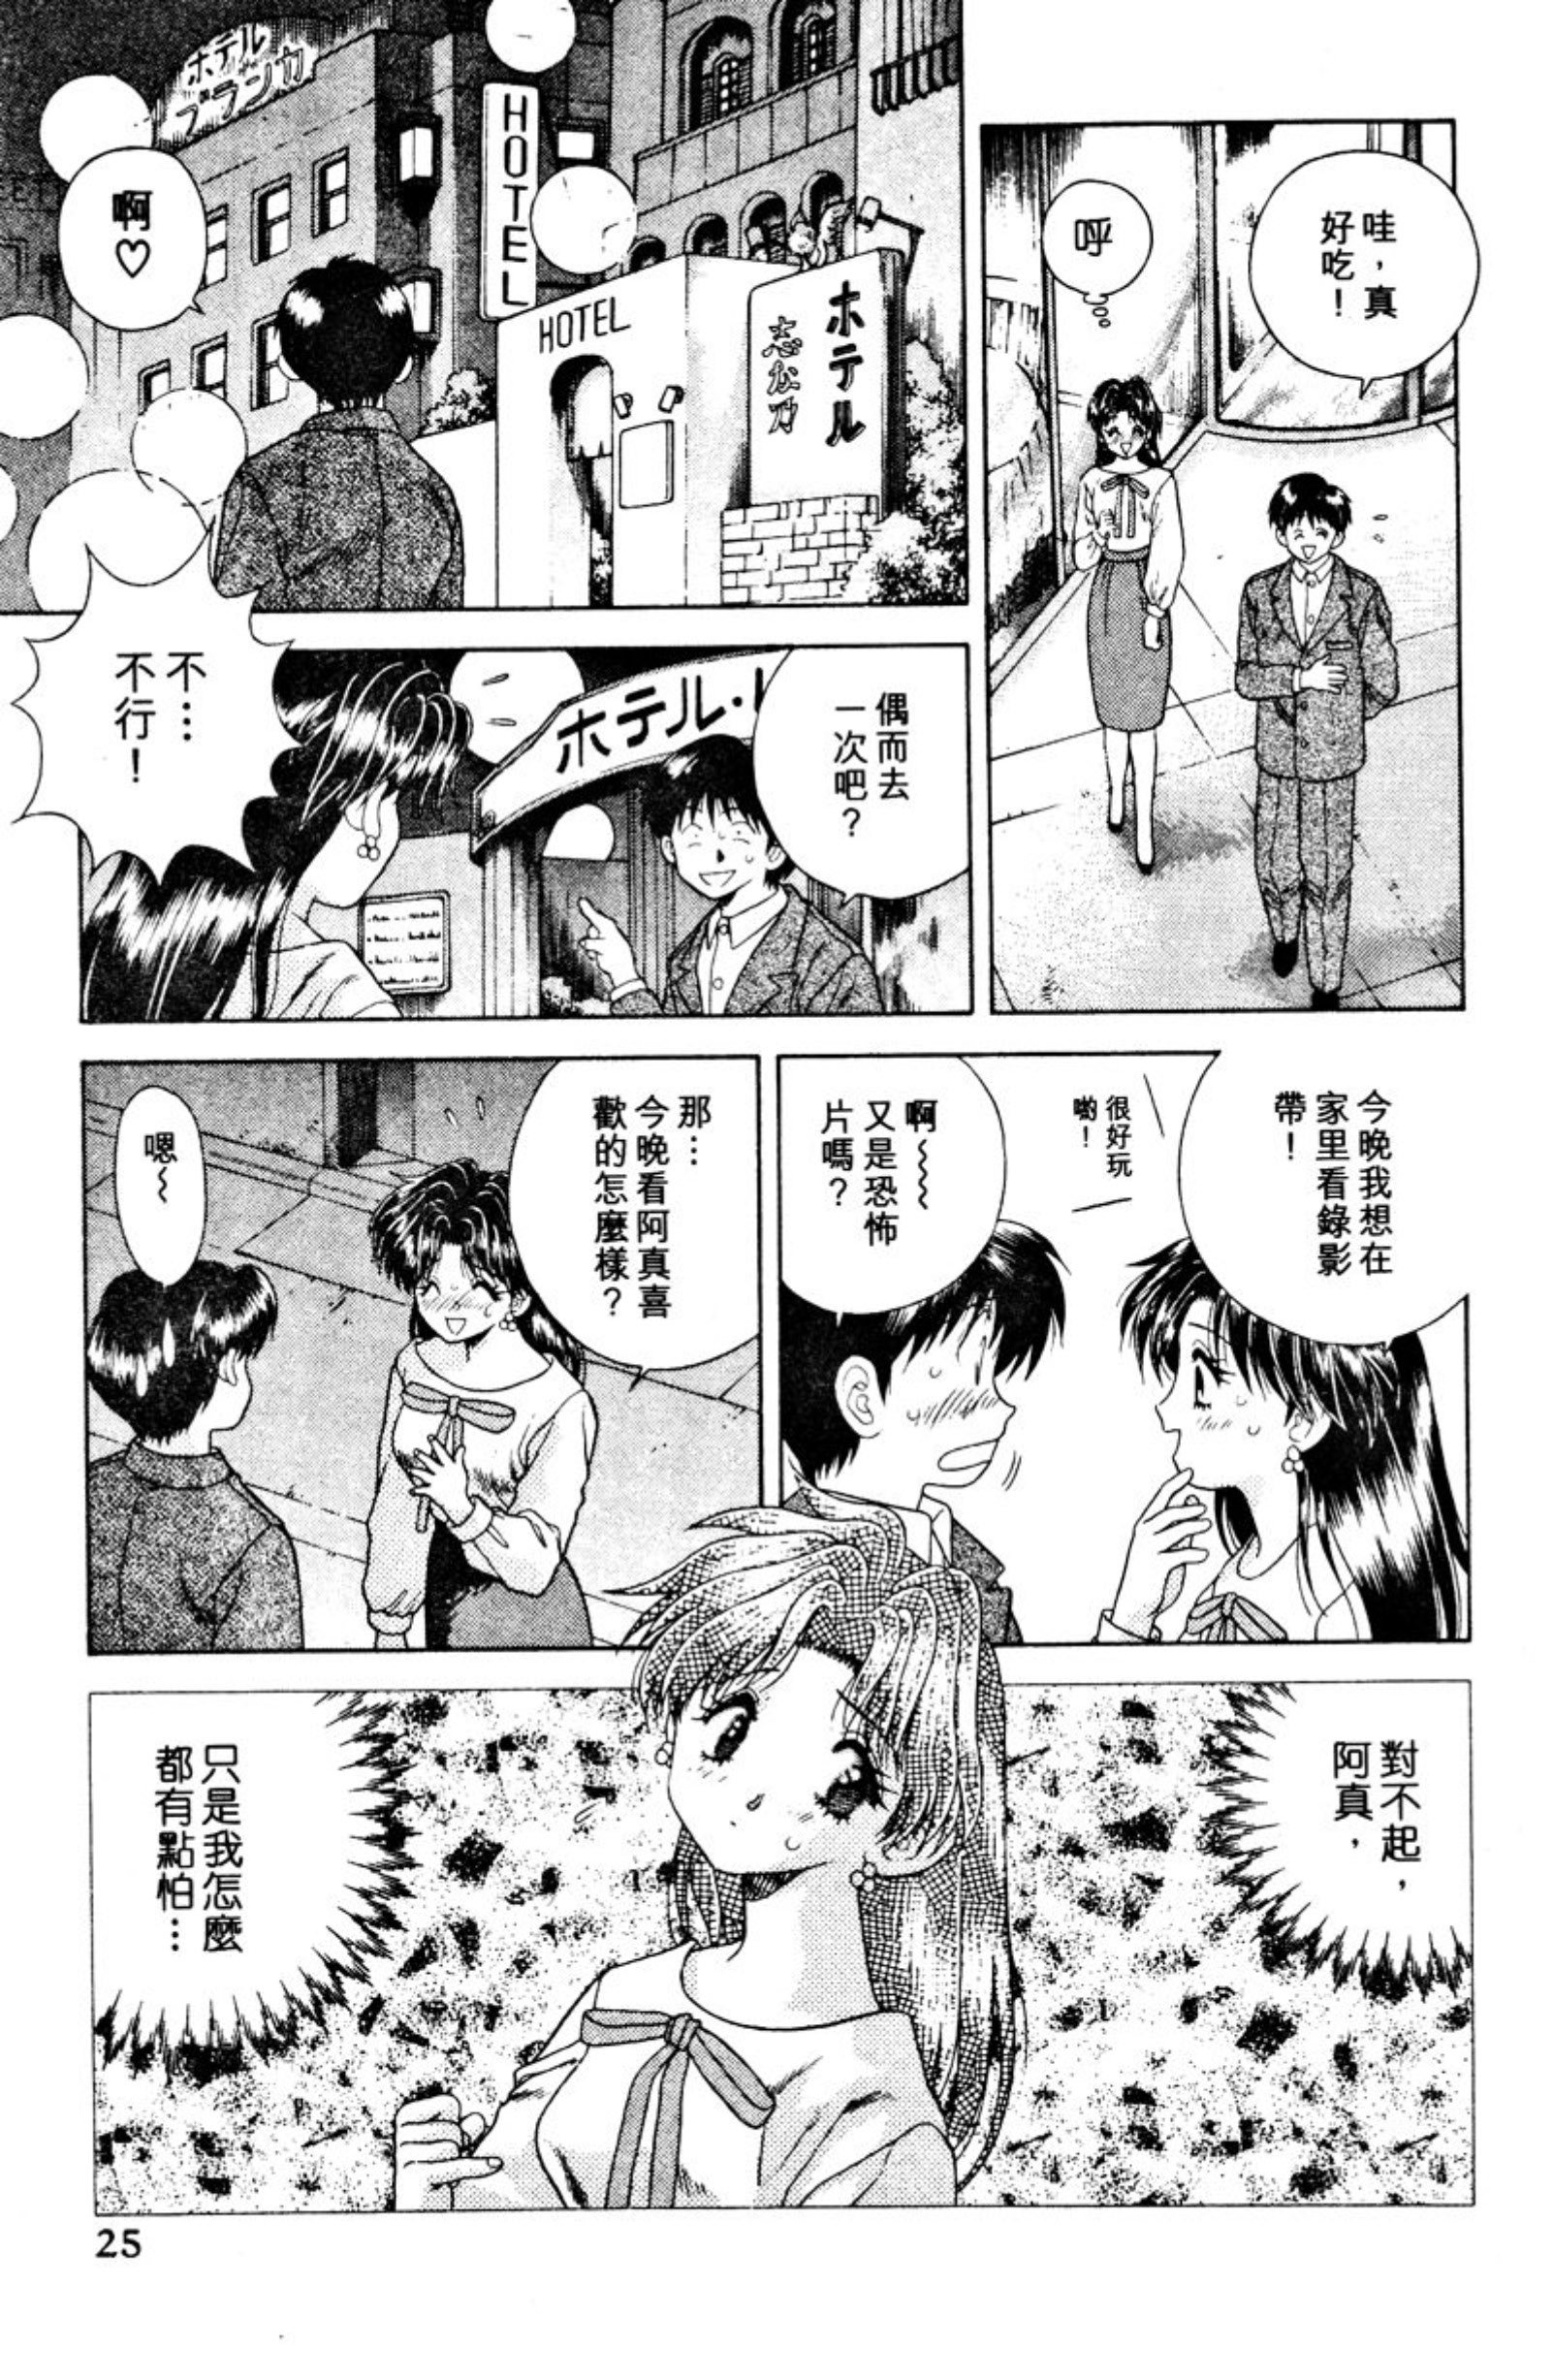 哇，真
好吃！
呼
ホテル
ブランカ
HOTEL
HOTEL
ホテル
志乃
啊♡
偶而去
一次吧？
ホテル・
不…
不行！
今晚我想在
家里看錄影
帶！
很好玩
喲！
啊～～
又是恐怖
片嗎？
那…
今晚看阿真喜
歡的怎麼樣？
嗯～
對不起，
阿真，
只是我怎麼
都有點怕…
25